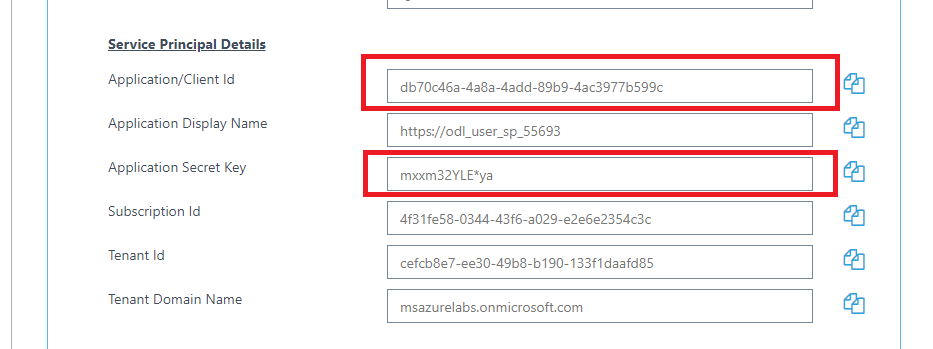 Service Principal Details
Application/Client Id
db70c46a-4a8a-4add-89b9-4ac3977b599c
Application Display Name
https://odl_user_sp_55693
Application Secret Key
mxxm32YLE*ya
Subscription Id
4f31fe58-0344-43f6-a029-e2e6e2354c3c
Tenant Id
cefcb8e7-ee30-49b8-b190-133f1daafd85
Tenant Domain Name
msazurelabs.onmicrosoft.com